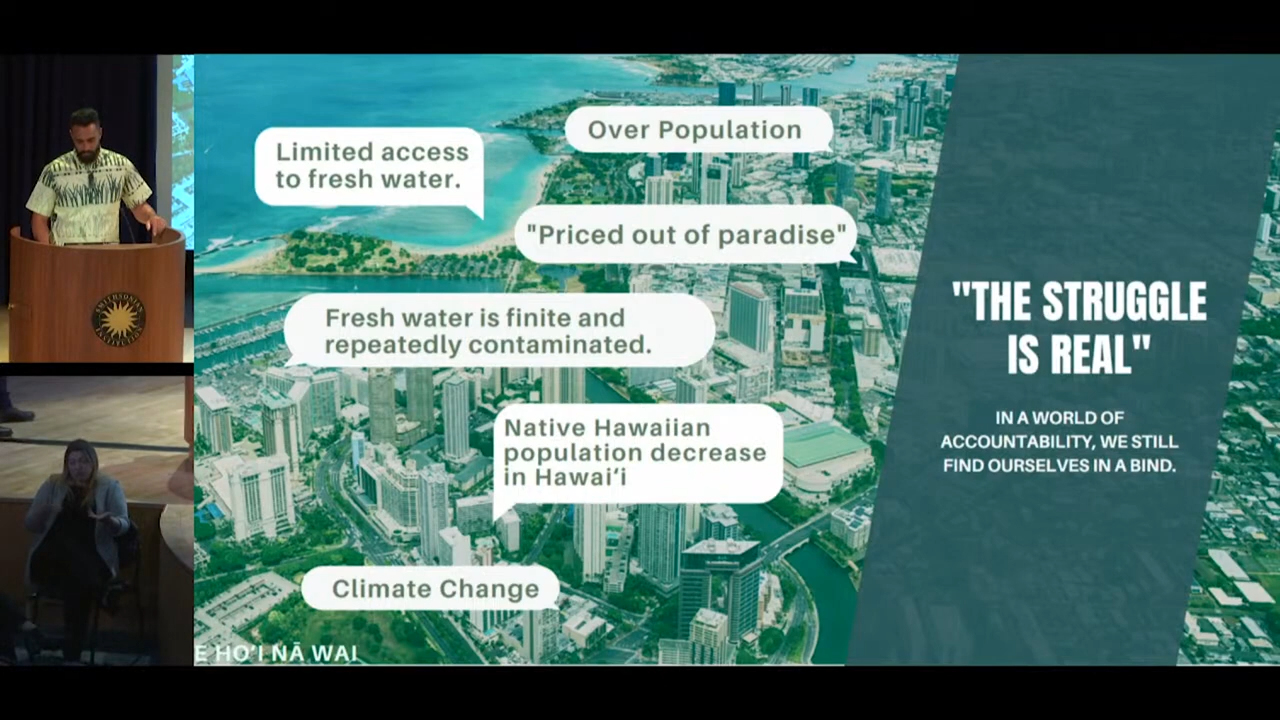 Over Population
Limited access
to fresh water.
"Priced out of paradise"
Fresh water is finite and
repeatedly contaminated.
Native Hawaiian
population decrease
in Hawaiʻi
Climate Change
E HOʻI NĀ WAI
"THE STRUGGLE
IS REAL"
IN A WORLD OF
ACCOUNTABILITY, WE STILL
FIND OURSELVES IN A BIND.